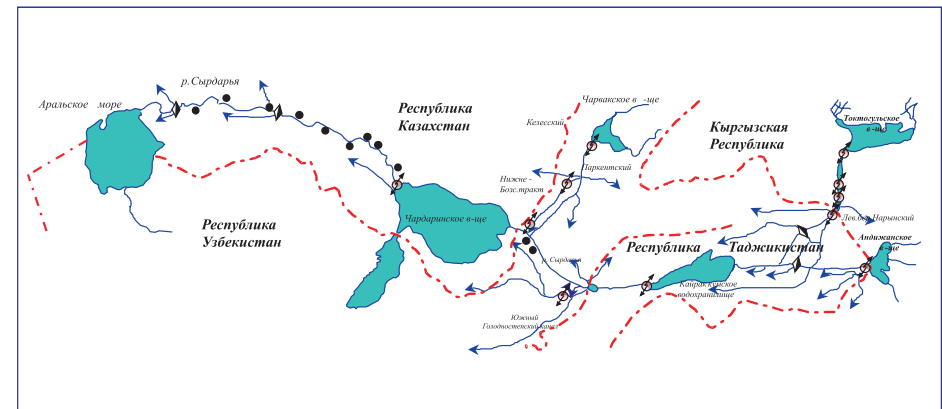 р.Сырдарья
Аральское море
Республика
Казахстан
Чарвакское в -ще
Келесский
Кыргызская
Республика
Токтогульское
в -ще
Паркентский
Нижне -
Бозс.тракт
Республика
Узбекистан
Чардаринское в-ще
Лев.бер Нарынский
Республика Таджикистан
Андижанское
в -ще
р. Сырдарья
Кайраккумское
водохранилище
Южный
Голодностепский канал